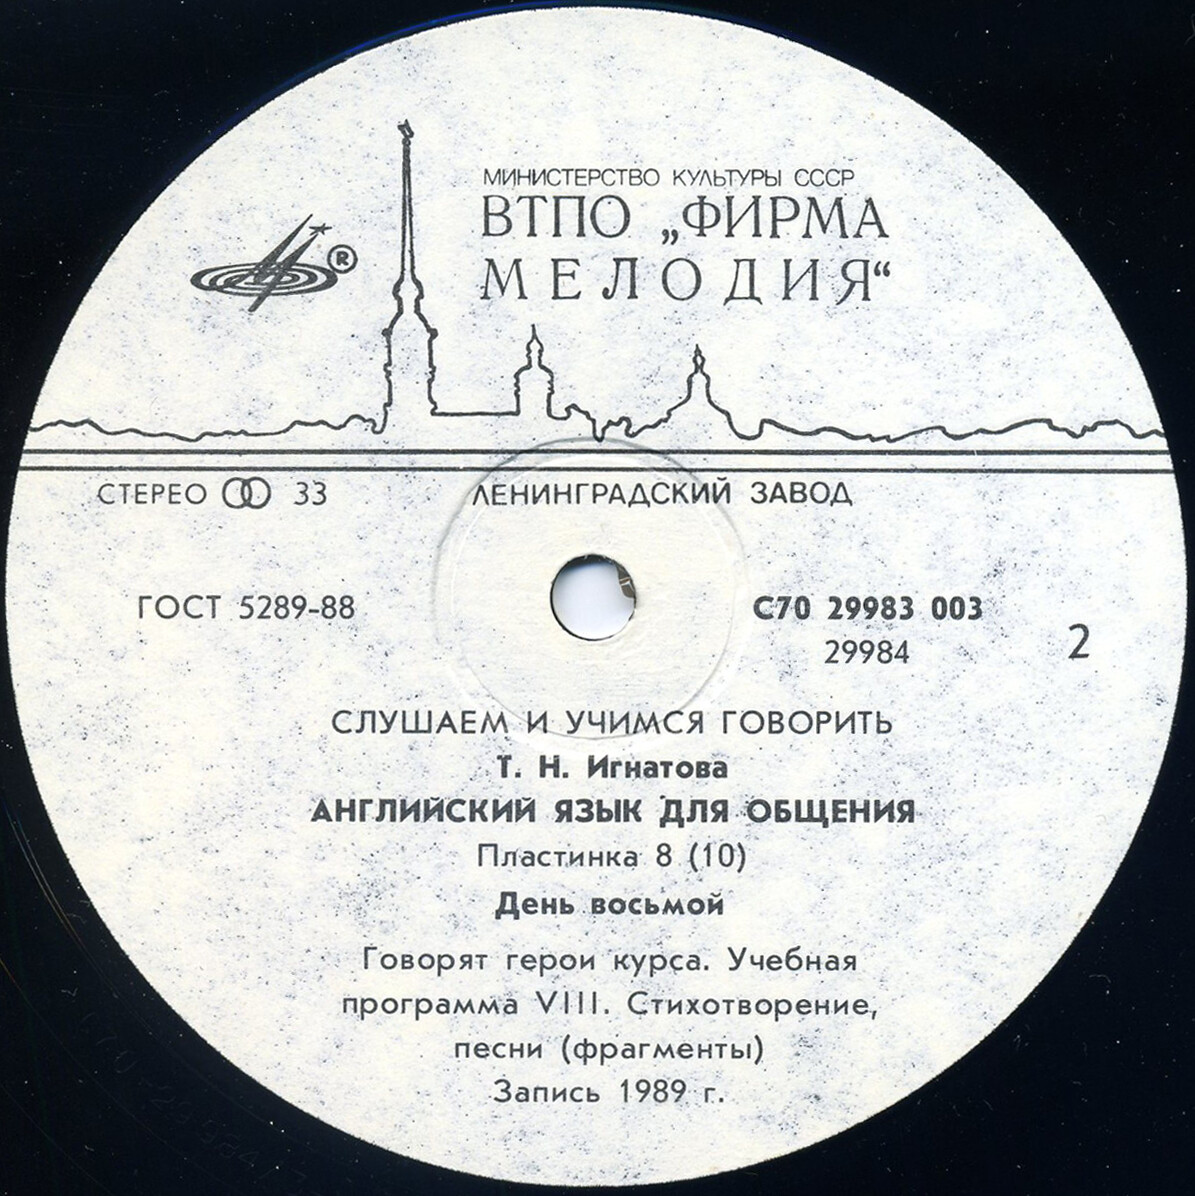 МИНИСТЕРСТВО КУЛЬТУРЫ СССР
ВТПО „ФИРМА
МЕЛОДИЯ“
®
СТЕРЕО 33
ЛЕНИНГРАДСКИЙ ЗАВОД
ГОСТ 5289-88
С70 29983 003
29984
2
СЛУШАЕМ И УЧИМСЯ ГОВОРИТЬ
Т. Н. Игнатова
АНГЛИЙСКИЙ ЯЗЫК ДЛЯ ОБЩЕНИЯ
Пластинка 8 (10)
День восьмой
Говорят герои курса. Учебная
программа VIII. Стихотворение,
песни (фрагменты)
Запись 1989 г.